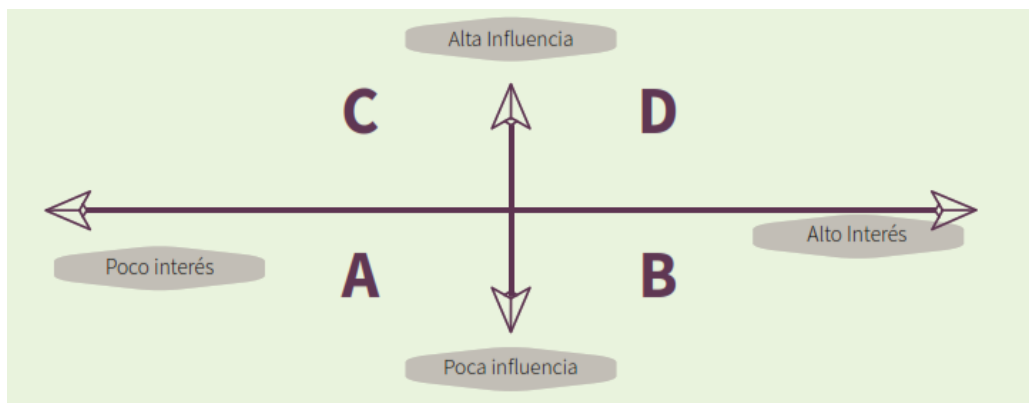 Alta Influencia
C
D
Alto Interés
Poco interés
A
B
Poca influencia